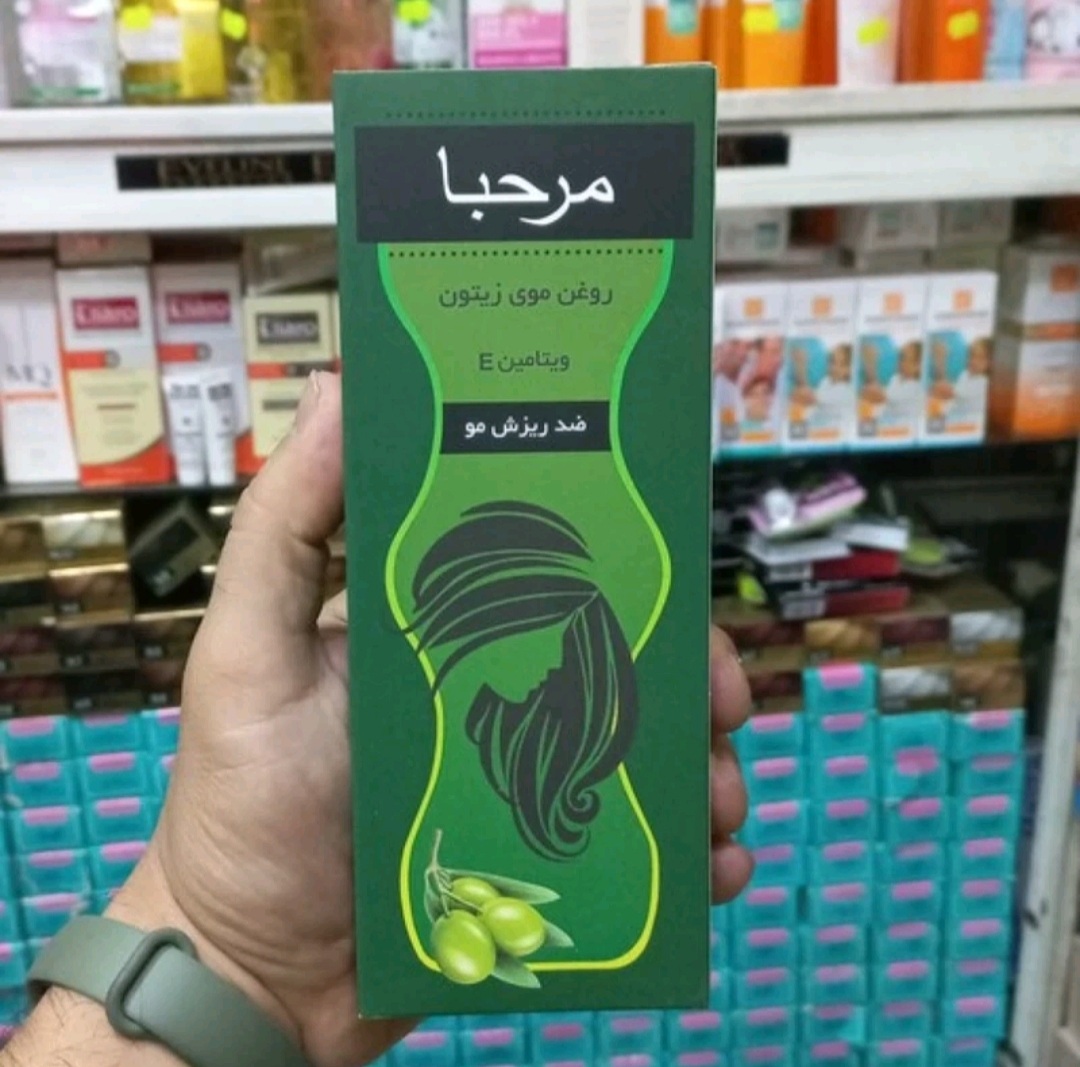 مرحبا
روغن موی زیتون
ویتامین E
ضد ریزش مو